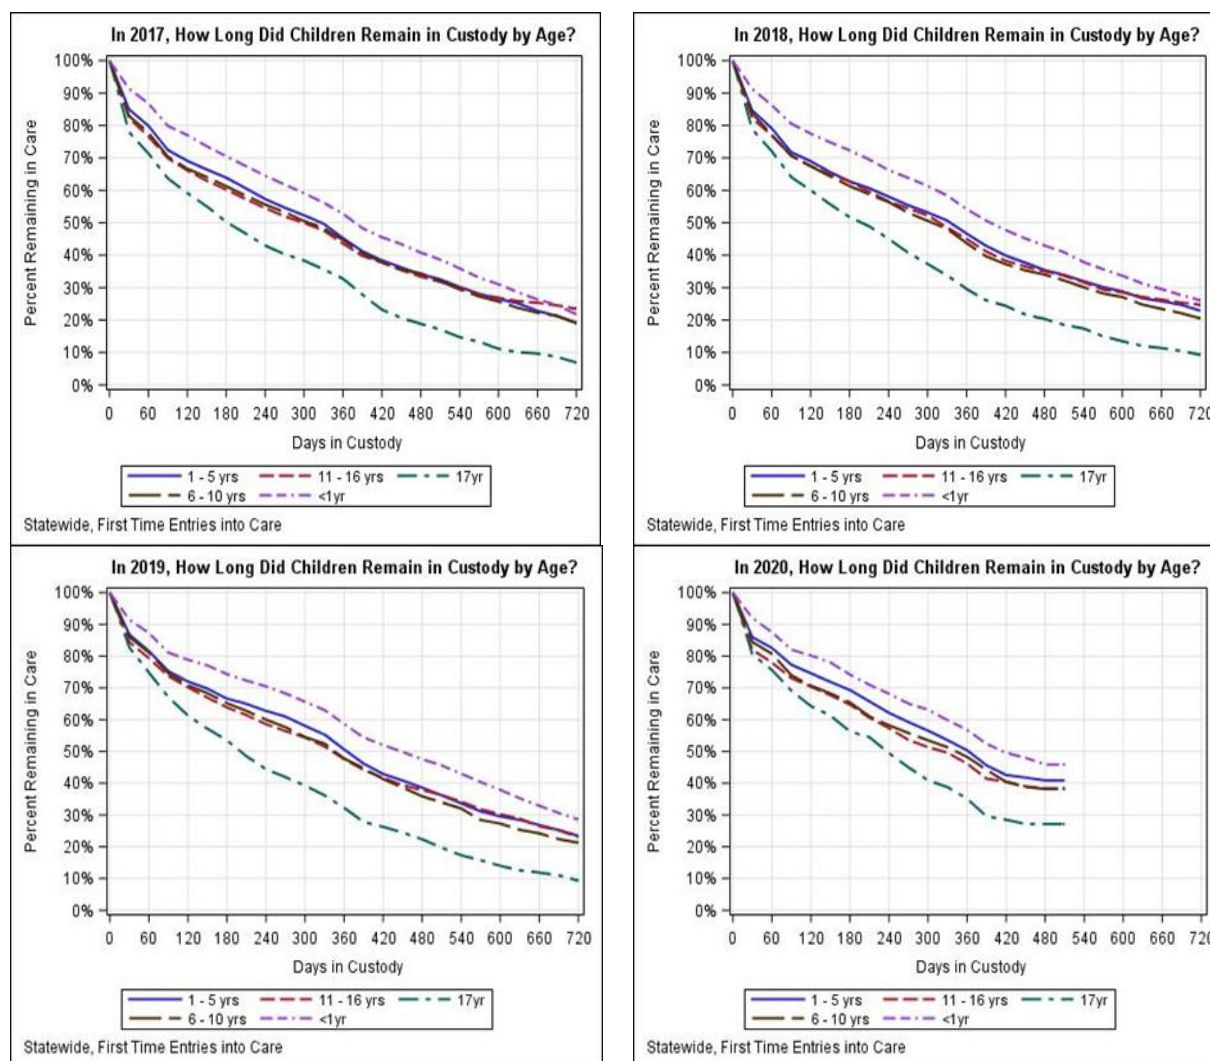 In 2017, How Long Did Children Remain in Custody by Age?
Percent Remaining in Care
100%
90%
80%
70%
60%
50%
40%
30%
20%
10%
0%
0 60 120 180 240 300 360 420 480 540 600 660 720
Days in Custody
1 - 5 yrs 11 - 16 yrs 17yr
6 - 10 yrs <1yr
Statewide, First Time Entries into Care
In 2018, How Long Did Children Remain in Custody by Age?
Percent Remaining in Care
100%
90%
80%
70%
60%
50%
40%
30%
20%
10%
0%
0 60 120 180 240 300 360 420 480 540 600 660 720
Days in Custody
1 - 5 yrs 11 - 16 yrs 17yr
6 - 10 yrs <1yr
Statewide, First Time Entries into Care
In 2019, How Long Did Children Remain in Custody by Age?
Percent Remaining in Care
100%
90%
80%
70%
60%
50%
40%
30%
20%
10%
0%
0 60 120 180 240 300 360 420 480 540 600 660 720
Days in Custody
1 - 5 yrs 11 - 16 yrs 17yr
6 - 10 yrs <1yr
Statewide, First Time Entries into Care
In 2020, How Long Did Children Remain in Custody by Age?
Percent Remaining in Care
100%
90%
80%
70%
60%
50%
40%
30%
20%
10%
0%
0 60 120 180 240 300 360 420 480 540 600 660 720
Days in Custody
1 - 5 yrs 11 - 16 yrs 17yr
6 - 10 yrs <1yr
Statewide, First Time Entries into Care